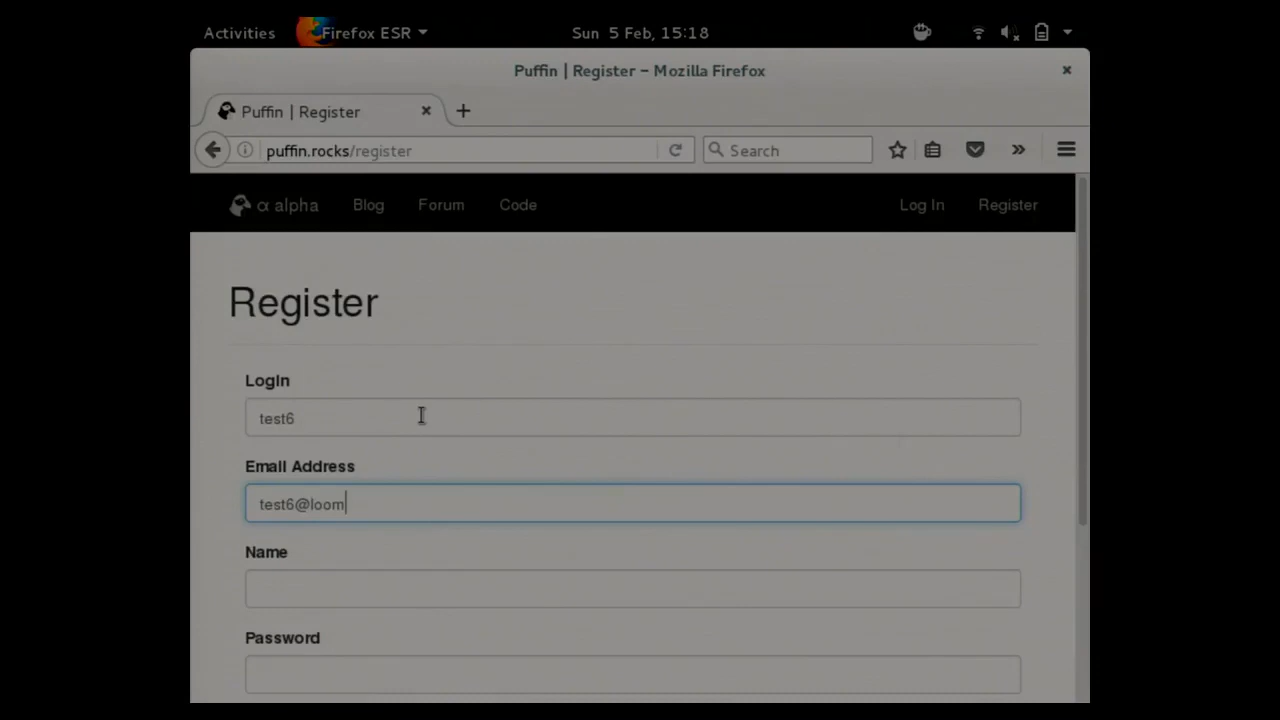 Activities Firefox ESR Sun 5 Feb, 15:18
Puffin | Register – Mozilla Firefox
Puffin | Register
puffin.rocks/register Search
α alpha Blog Forum Code Log In Register
Register
Login
test6
Email Address
test6@loom
Name
Password